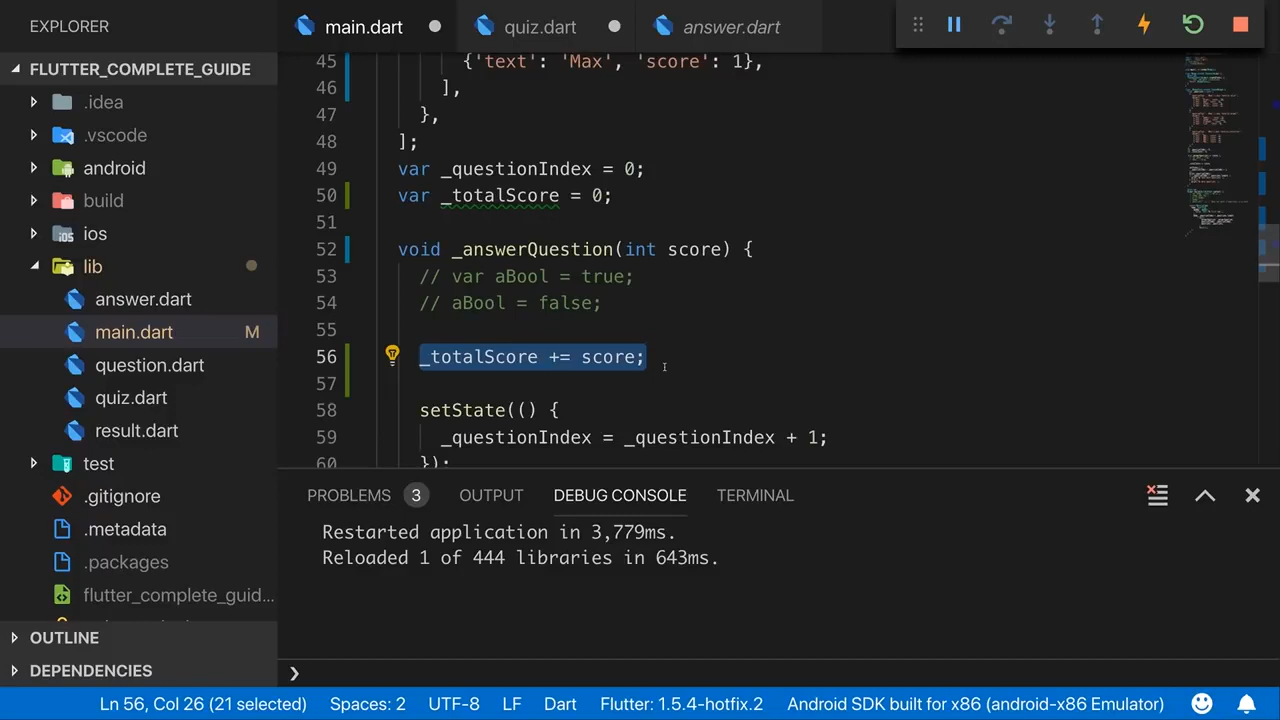 EXPLORER
main.dart
quiz.dart
answer.dart
FLUTTER_COMPLETE_GUIDE
.idea
.vscode
android
build
ios
lib
answer.dart
main.dart M
question.dart
quiz.dart
result.dart
test
.gitignore
.metadata
.packages
flutter_complete_guid...
OUTLINE
DEPENDENCIES
45 {'text': 'Max', 'score': 1},
46 ],
47 },
48 ];
49 var _questionIndex = 0;
50 var _totalScore = 0;
51
52 void _answerQuestion(int score) {
53 // var aBool = true;
54 // aBool = false;
55
56 _totalScore += score;
57
58 setState(() {
59 _questionIndex = _questionIndex + 1;
60 });
PROBLEMS 3 OUTPUT DEBUG CONSOLE TERMINAL
Restarted application in 3,779ms.
Reloaded 1 of 444 libraries in 643ms.
Ln 56, Col 26 (21 selected) Spaces: 2 UTF-8 LF Dart Flutter: 1.5.4-hotfix.2 Android SDK built for x86 (android-x86 Emulator)